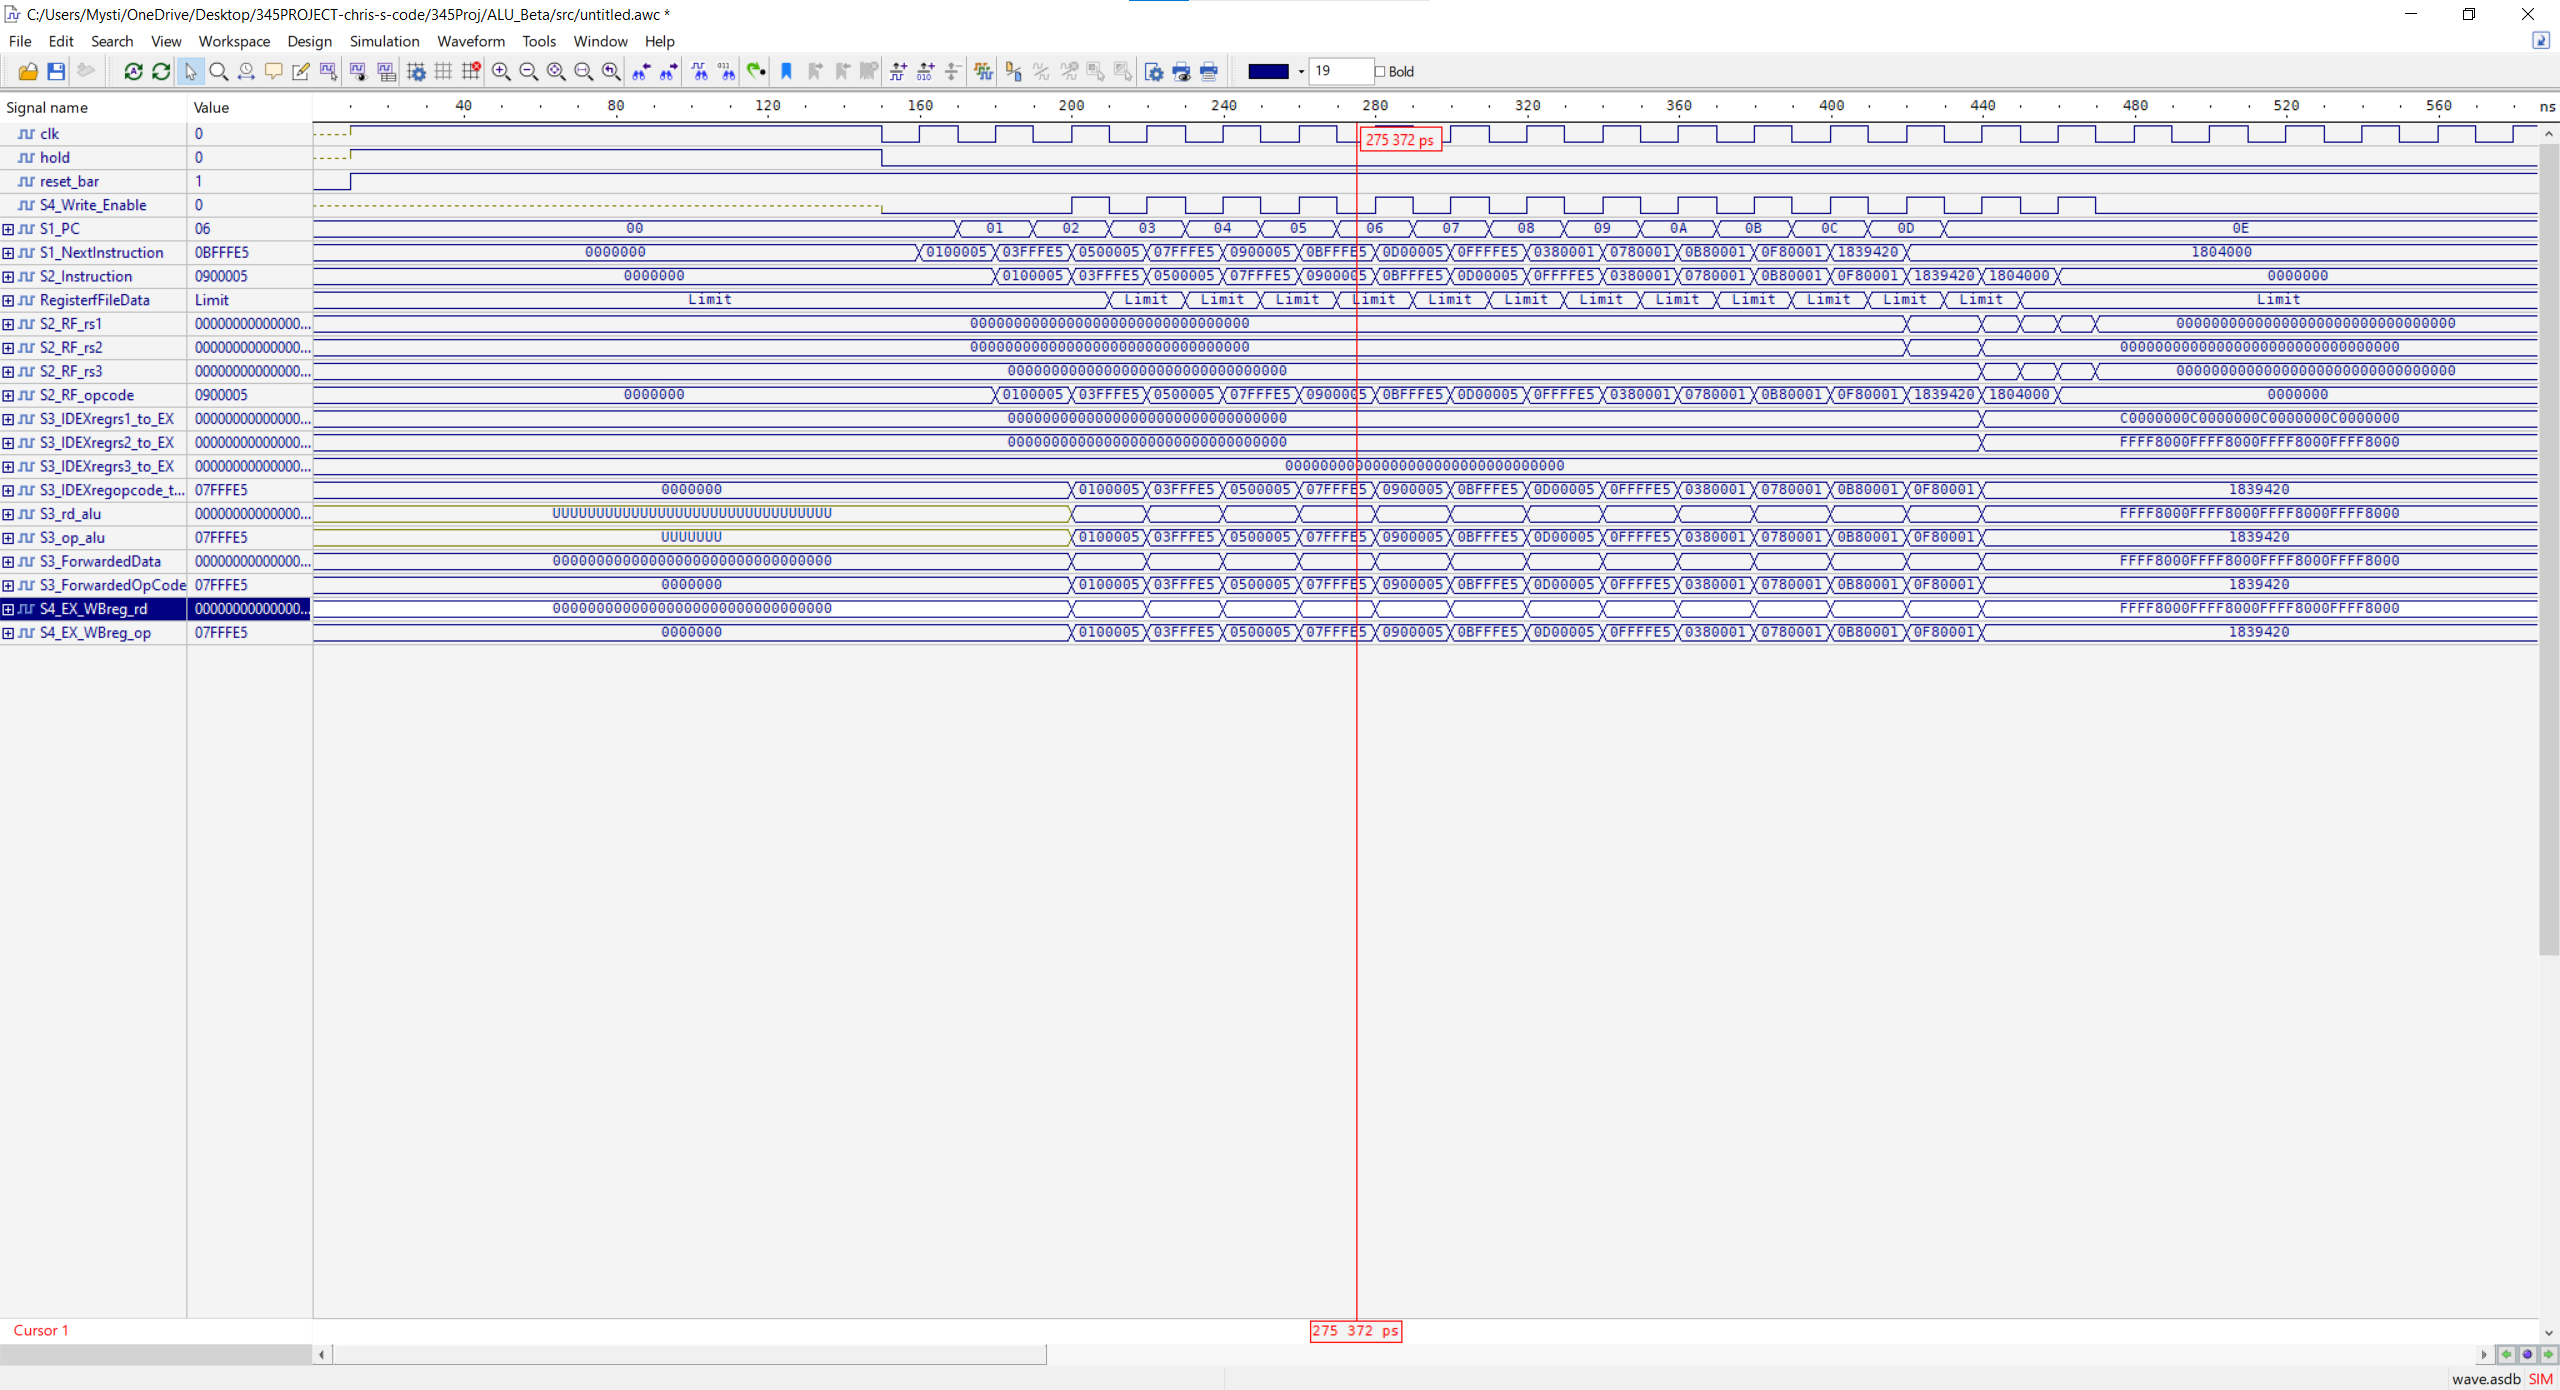 C:/Users/Mysti/OneDrive/Desktop/345PROJECT-chris-s-code/345Proj/ALU_Beta/src/untitled.awc *
File Edit Search View Workspace Design Simulation Waveform Tools Window Help
19 Bold
Signal name Value 40 80 120 160 200 240 280 320 360 400 440 480 520 560 ns
clk 0 275 372 ps
hold 0
reset_bar 1
S4_Write_Enable 0
S1_PC 06 00 01 02 03 04 05 06 07 08 09 0A 0B 0C 0D 0E
S1_NextInstruction 0BFFFE5 0000000 0100005 03FFFE5 0500005 07FFFE5 0900005 0BFFFE5 0D00005 0FFFFE5 0380001 0780001 0B80001 0F80001 1839420 1804000
S2_Instruction 0900005 0000000 0100005 03FFFE5 0500005 07FFFE5 0900005 0BFFFE5 0D00005 0FFFFE5 0380001 0780001 0B80001 0F80001 1839420 1804000 0000000
RegisterfFileData Limit Limit Limit Limit Limit Limit Limit Limit Limit Limit Limit Limit Limit Limit Limit
S2_RF_rs1 00000000000000... 00000000000000000000000000000000 00000000000000000000000000000000
S2_RF_rs2 00000000000000... 00000000000000000000000000000000 00000000000000000000000000000000
S2_RF_rs3 00000000000000... 00000000000000000000000000000000 00000000000000000000000000000000
S2_RF_opcode 0900005 0000000 0100005 03FFFE5 0500005 07FFFE5 0900005 0BFFFE5 0D00005 0FFFFE5 0380001 0780001 0B80001 0F80001 1839420 1804000 0000000
S3_IDEXregrs1_to_EX 00000000000000... 00000000000000000000000000000000 C0000000C0000000C0000000C0000000
S3_IDEXregrs2_to_EX 00000000000000... 00000000000000000000000000000000 FFFF8000FFFF8000FFFF8000FFFF8000
S3_IDEXregrs3_to_EX 00000000000000... 00000000000000000000000000000000
S3_IDEXregopcode_t... 07FFFE5 0000000 0100005 03FFFE5 0500005 07FFFE5 0900005 0BFFFE5 0D00005 0FFFFE5 0380001 0780001 0B80001 0F80001 1839420
S3_rd_alu 00000000000000... UUUUUUUUUUUUUUUUUUUUUUUUUUUUUUUU FFFF8000FFFF8000FFFF8000FFFF8000
S3_op_alu 07FFFE5 UUUUUUU 0100005 03FFFE5 0500005 07FFFE5 0900005 0BFFFE5 0D00005 0FFFFE5 0380001 0780001 0B80001 0F80001 1839420
S3_ForwardedData 00000000000000... 00000000000000000000000000000000 FFFF8000FFFF8000FFFF8000FFFF8000
S3_ForwardedOpCode 07FFFE5 0000000 0100005 03FFFE5 0500005 07FFFE5 0900005 0BFFFE5 0D00005 0FFFFE5 0380001 0780001 0B80001 0F80001 1839420
S4_EX_WBreg_rd 00000000000000... 00000000000000000000000000000000 FFFF8000FFFF8000FFFF8000FFFF8000
S4_EX_WBreg_op 07FFFE5 0000000 0100005 03FFFE5 0500005 07FFFE5 0900005 0BFFFE5 0D00005 0FFFFE5 0380001 0780001 0B80001 0F80001 1839420
Cursor 1 275 372 ps
wave.asdb SIM